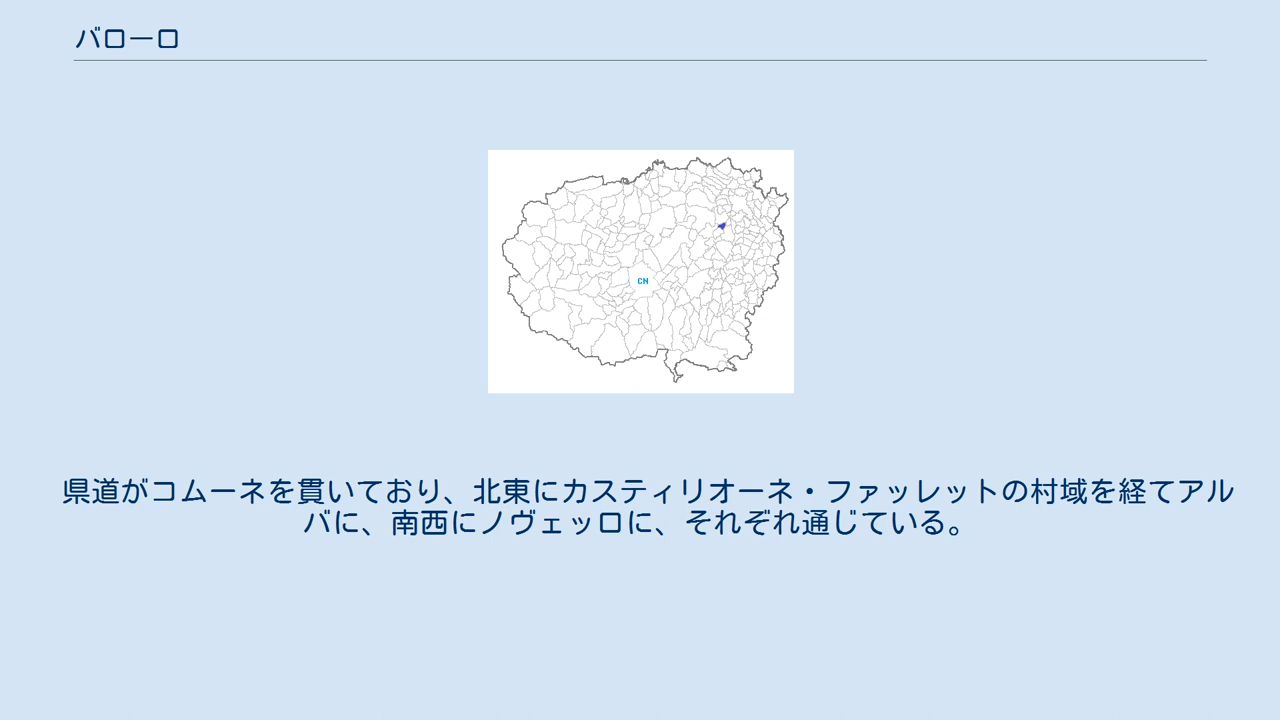 バローロ
CN
県道がコムーネを貫いており、北東にカスティリオーネ・ファッレットの村域を経てアル
バに、南西にノヴェッロに、それぞれ通じている。